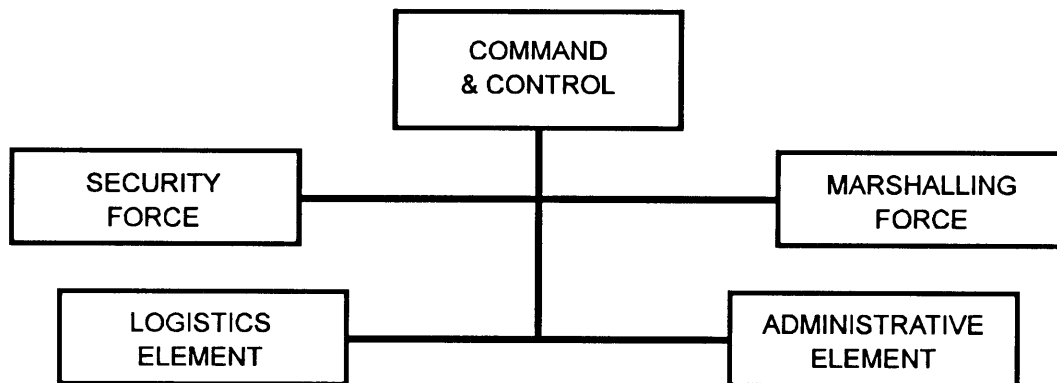 COMMAND
& CONTROL
SECURITY
FORCE
MARSHALLING
FORCE
LOGISTICS
ELEMENT
ADMINISTRATIVE
ELEMENT